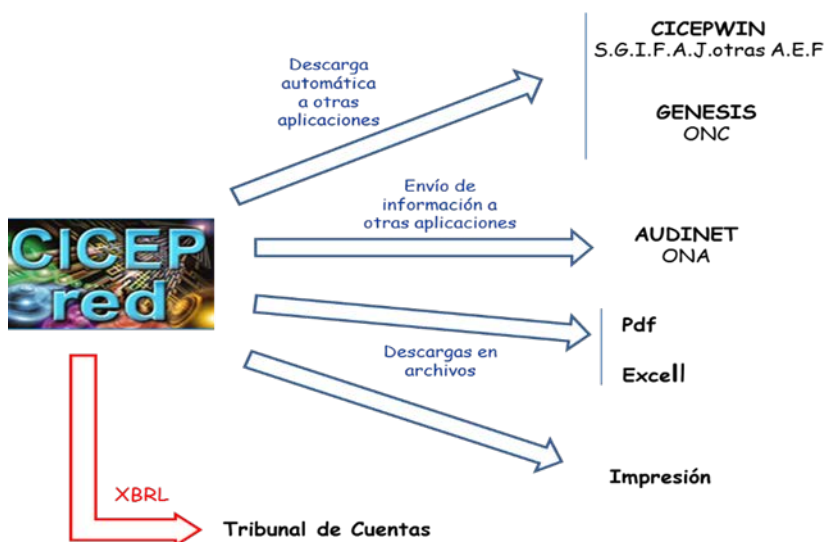 CICEPWIN
S.G.I.F.A.J.otras A.E.F
Descarga
automática
a otras
aplicaciones
GENESIS
ONC
Envío de
información a
otras aplicaciones
AUDINET
ONA
CICEP
red
Pdf
Descargas en
archivos
Excell
Impresión
XBRL
Tribunal de Cuentas